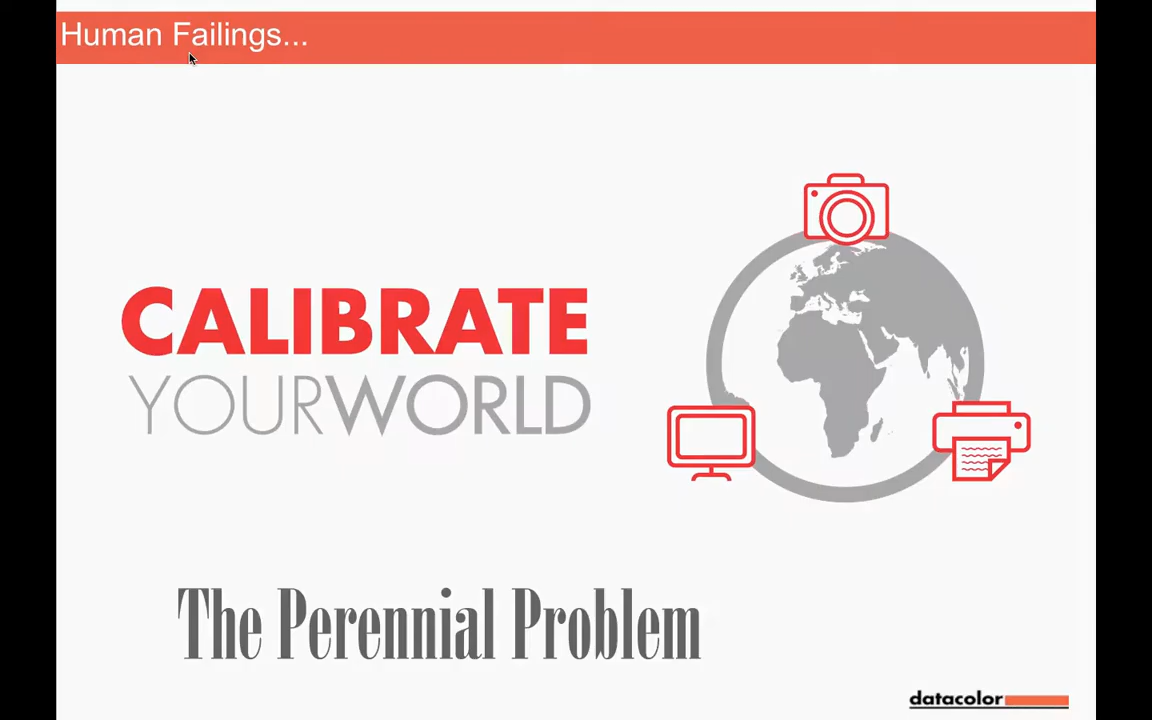 Human Failings...
CALIBRATE
YOURWORLD
The Perennial Problem
datacolor